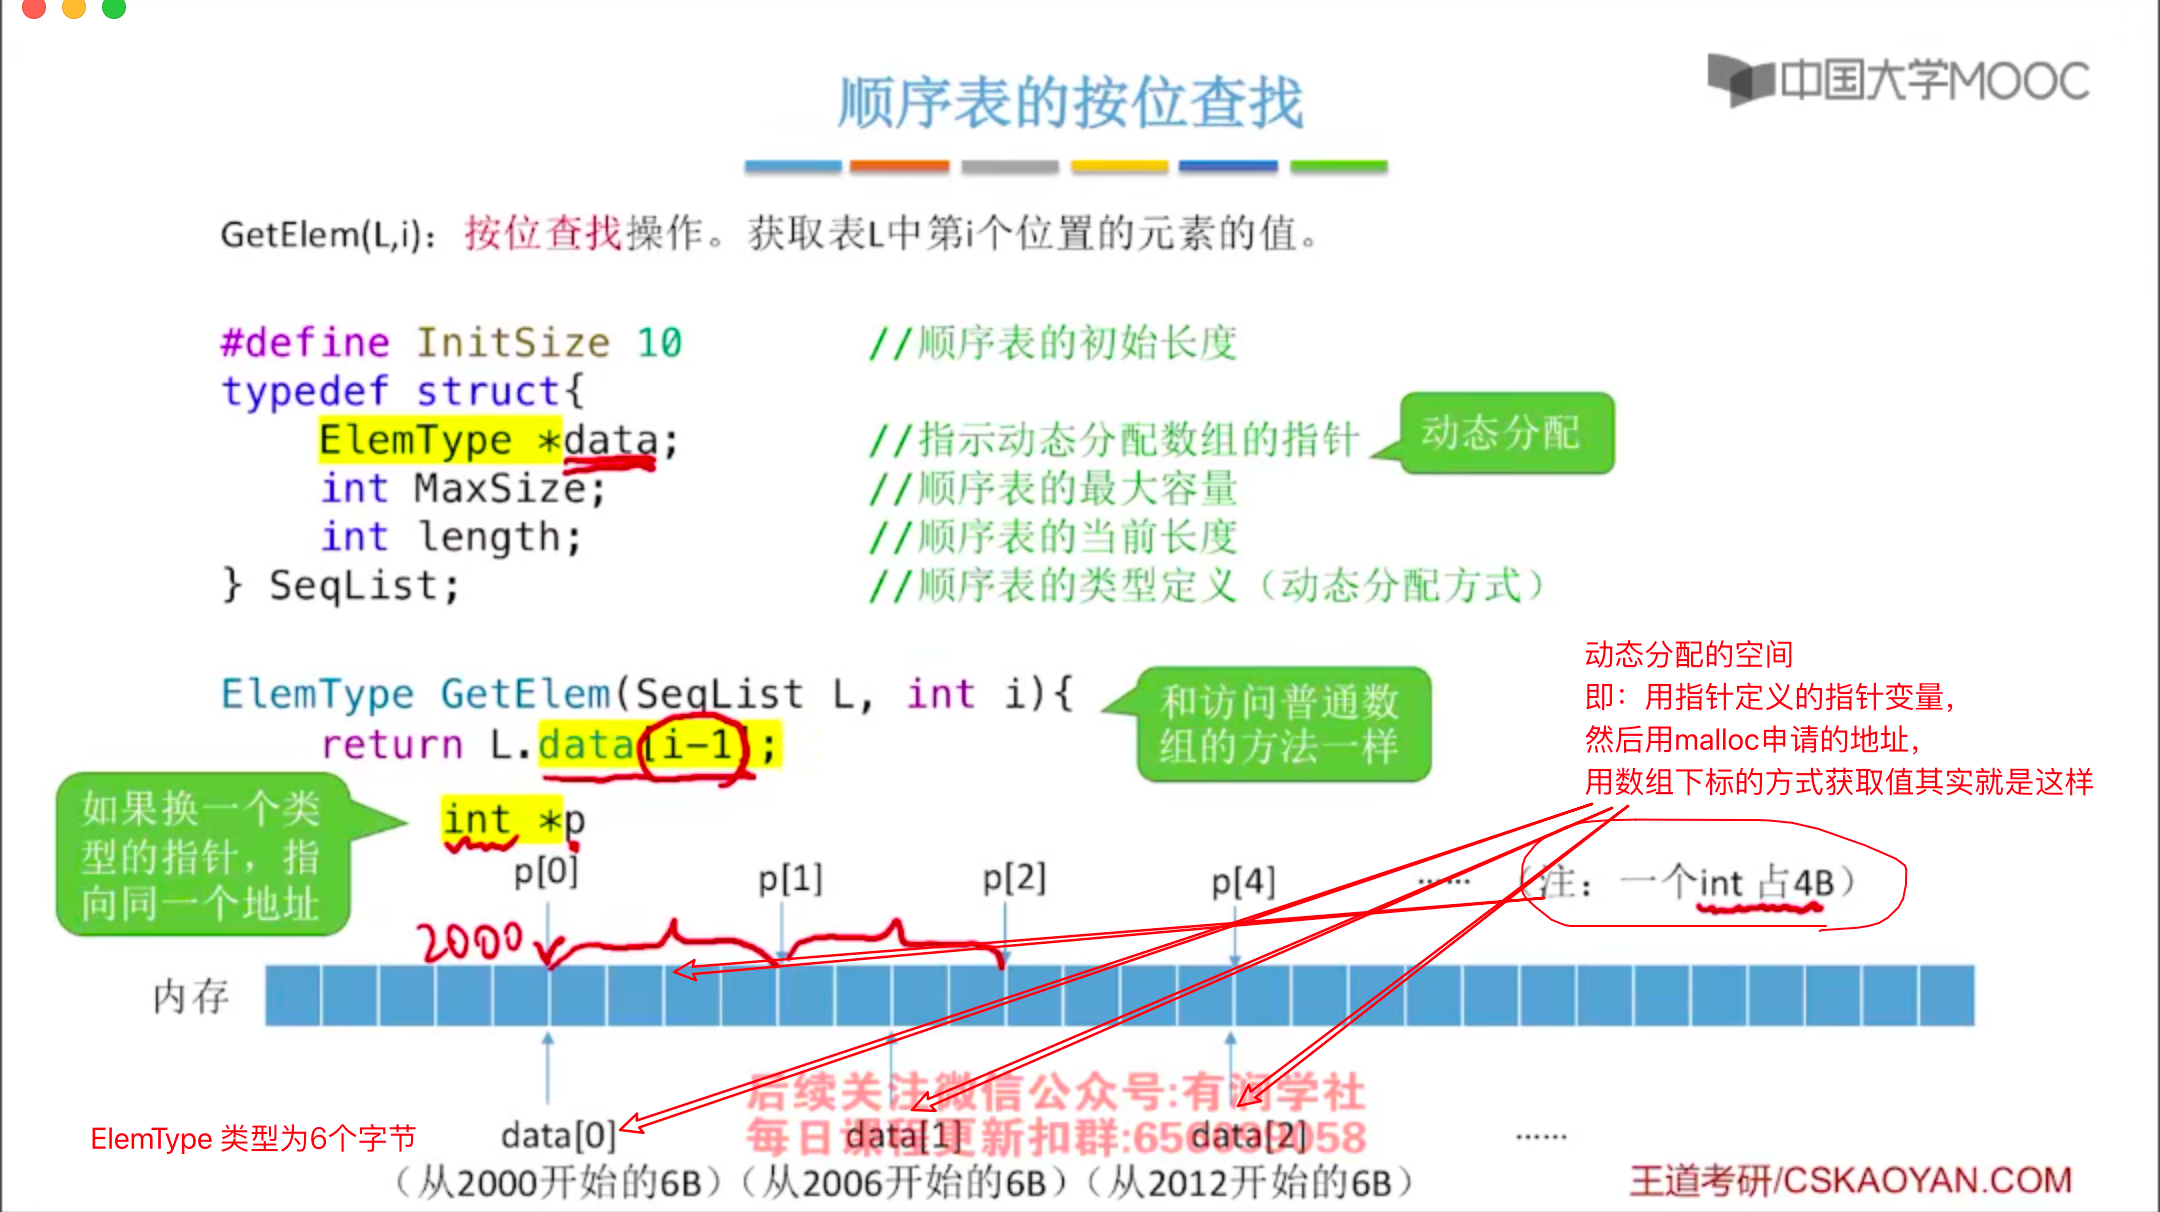 中国大学MOOC
顺序表的按位查找
GetElem(L,i)：按位查找操作。获取表L中第i个位置的元素的值。
#define InitSize 10 //顺序表的初始长度
typedef struct{
ElemType *data; //指示动态分配数组的指针
动态分配
int MaxSize; //顺序表的最大容量
int length; //顺序表的当前长度
} SeqList; //顺序表的类型定义（动态分配方式）
ElemType GetElem(SeqList L, int i){
return L.data[i-1];
和访问普通数
组的方法一样
动态分配的空间
即：用指针定义的指针变量，
然后用malloc申请的地址，
用数组下标的方式获取值其实就是这样
如果换一个类
型的指针，指
向同一个地址
int *p
p[0] p[1] p[2] p[4] ...... （注：一个int 占4B）
2000
内存
后续关注微信公众号:有润学社
ElemType 类型为6个字节
data[0] data[1] data[2] ......
每日课程更新扣群:
（从2000开始的6B）（从2006开始的6B）（从2012开始的6B）
王道考研/CSKAOYAN.COM